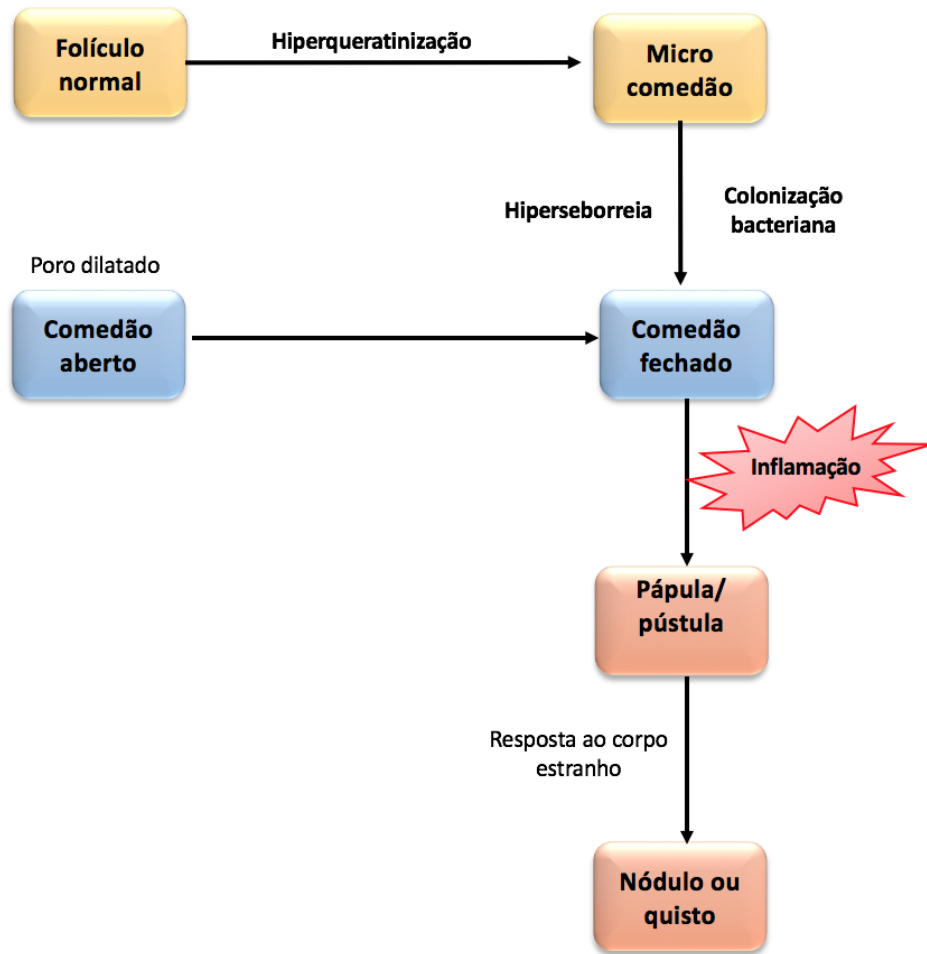 Folículo
normal
Hiperqueratinização
Micro
comedão
Hiperseborreia
Colonização
bacteriana
Poro dilatado
Comedão
aberto
Comedão
fechado
Inflamação
Pápula/
pústula
Resposta ao corpo
estranho
Nódulo ou
quisto